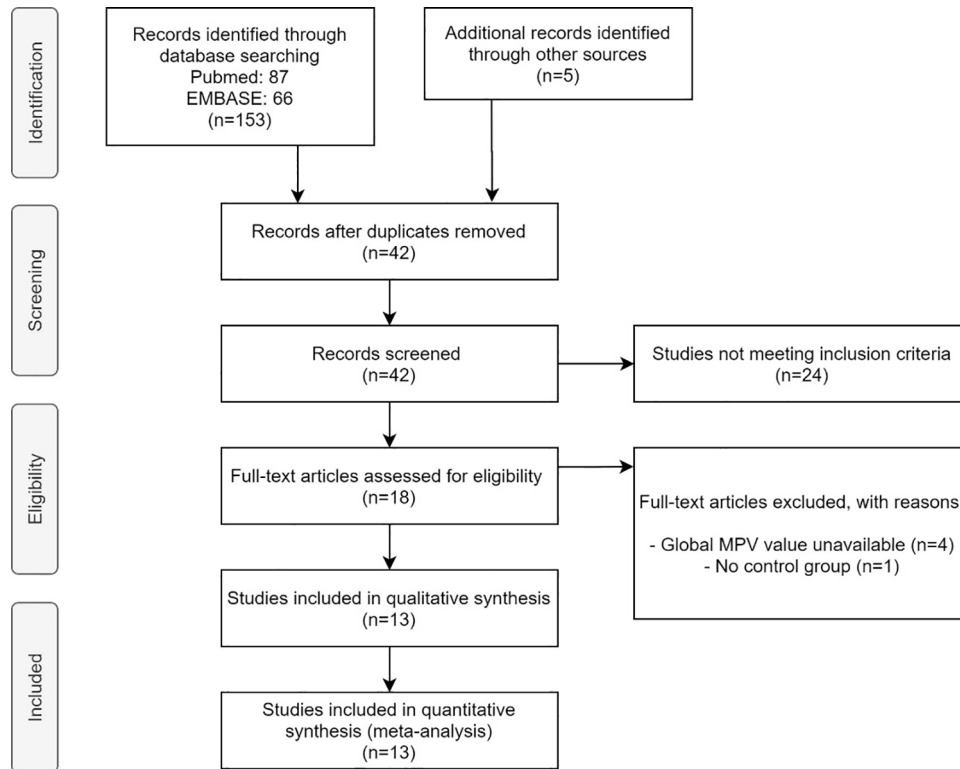 Identification
Records identified through
database searching
Pubmed: 87
EMBASE: 66
(n=153)
Additional records identified
through other sources
(n=5)
Screening
Records after duplicates removed
(n=42)
Records screened
(n=42)
Studies not meeting inclusion criteria
(n=24)
Eligibility
Full-text articles assessed for eligibility
(n=18)
Full-text articles excluded, with reasons
- Global MPV value unavailable (n=4)
- No control group (n=1)
Studies included in qualitative synthesis
(n=13)
Included
Studies included in quantitative
synthesis (meta-analysis)
(n=13)